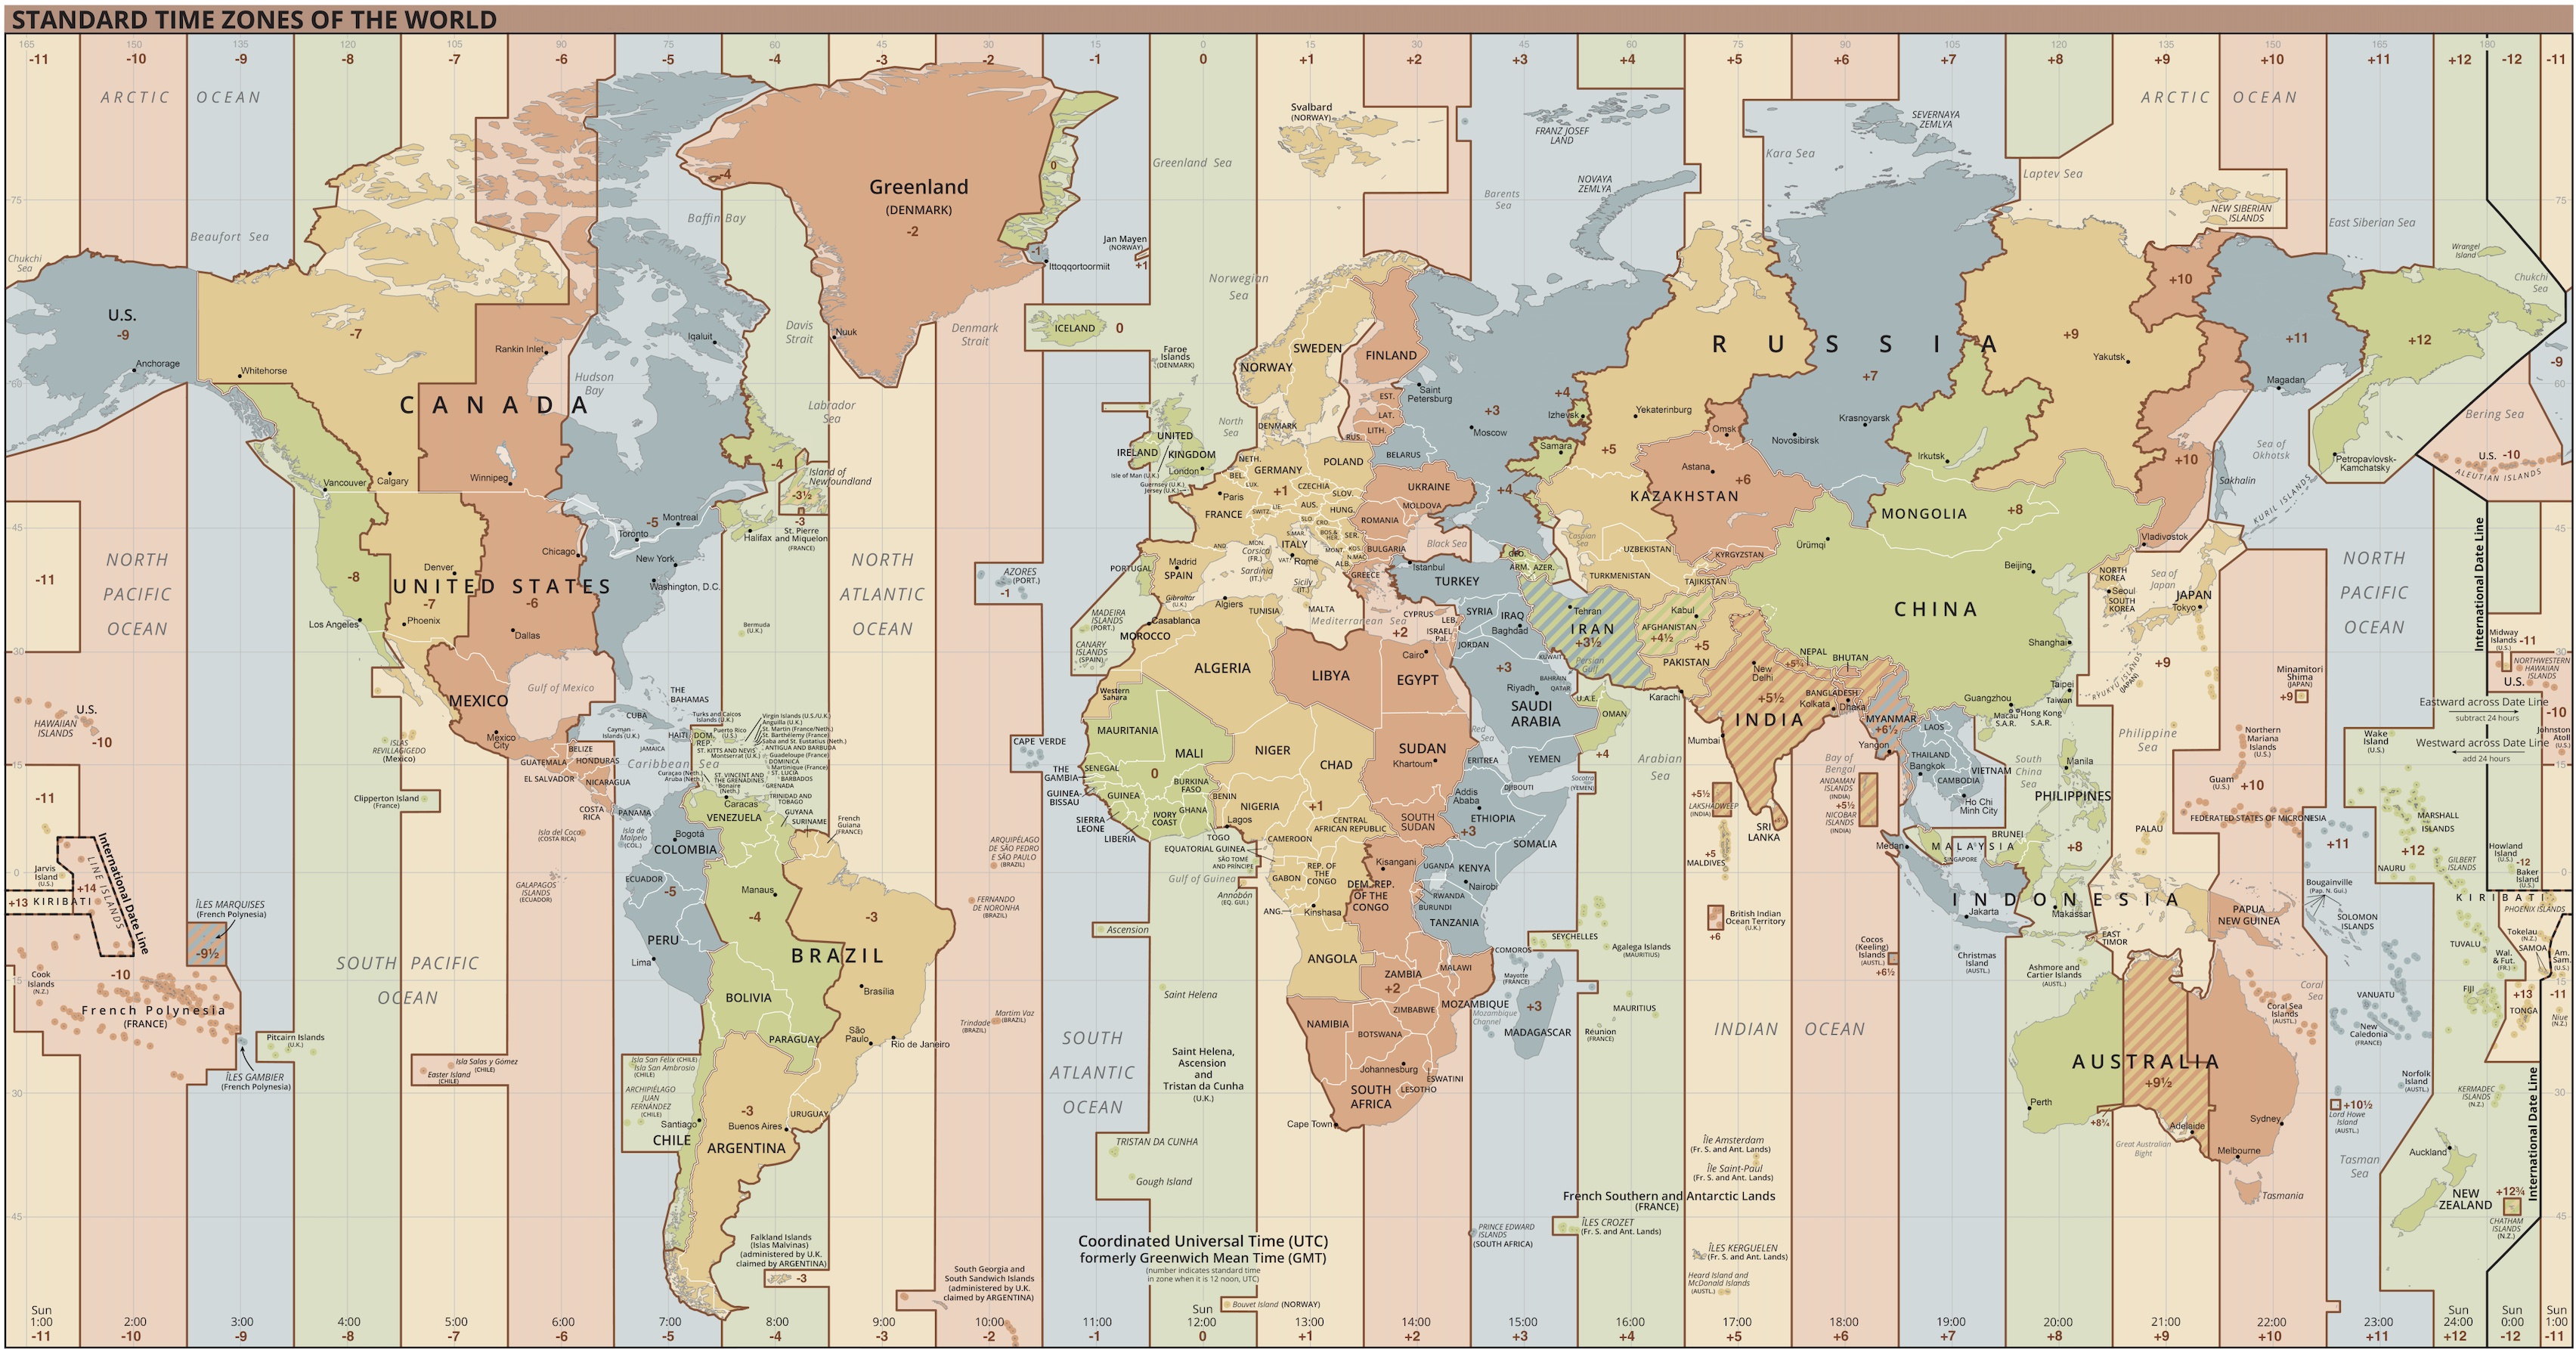 STANDARD TIME ZONES OF THE WORLD
165 150 135 120 105 90 75 60 45 30 15 0 15 30 45 60 75 90 105 120 135 150 165 180
-11 -10 -9 -8 -7 -6 -5 -4 -3 -2 -1 0 +1 +2 +3 +4 +5 +6 +7 +8 +9 +10 +11 +12 -12 -11
ARCTIC OCEAN
ARCTIC OCEAN
Svalbard
(NORWAY)
FRANZ JOSEF
LAND
SEVERNAYA
ZEMLYA
Kara Sea
Greenland Sea
0
-4
Laptev Sea
Greenland
(DENMARK)
-2
NOVAYA
ZEMLYA
Barents
Sea
75
75
NEW SIBERIAN
ISLANDS
East Siberian Sea
Baffin Bay
Beaufort Sea
Chukchi
Sea
Jan Mayen
(NORWAY)
+1
-1
Ittoqqortoormiit
Wrangel
Island
Chukchi
Sea
Norwegian
Sea
+10
U.S.
-9
Anchorage
-7
Whitehorse
Rankin Inlet
Iqaluit
Davis
Strait
Nuuk
Denmark
Strait
ICELAND
0
Faroe
Islands
(DENMARK)
SWEDEN
NORWAY
FINLAND
RUSSIA
+9
Yakutsk
+11
Magadan
+12
-9
60
60
Hudson
Bay
CANADA
Labrador
Sea
North
Sea
DENMARK
EST.
LAT.
LITH.
RUS.
BELARUS
Saint
Petersburg
+3
Moscow
+4
Izhevsk
Samara
Yekaterinburg
+5
Omsk
+7
Krasnoyarsk
Novosibirsk
Irkutsk
+10
Sea of
Okhotsk
Sakhalin
KURIL ISLANDS
Petropavlovsk-
Kamchatsky
Bering Sea
U.S. -10
ALEUTIAN ISLANDS
Vancouver
Calgary
Winnipeg
-4
Island of
Newfoundland
-3½
-3
St. Pierre
and Miquelon
(FRANCE)
Halifax
Montreal
Toronto
-5
UNITED
KINGDOM
IRELAND
London
Isle of Man (U.K.)
Guernsey (U.K.)
Jersey (U.K.)
NETH.
BEL.
LUX.
GERMANY
+1
POLAND
CZECHIA
SLOV.
AUS.
HUNG.
LIE.
SWITZ.
SLO.
CRO.
BOS.&
HER.
SER.
MONT.
KOS.
N.MAC.
ALB.
UKRAINE
MOLDOVA
ROMANIA
BULGARIA
GREECE
Paris
FRANCE
MON.
AND.
S.MAR.
ITALY
VAT.
Rome
Corsica
(FR.)
Sardinia
(IT.)
Sicily
(IT.)
MALTA
+4
Black Sea
Caspian
Sea
Astana
+6
KAZAKHSTAN
MONGOLIA
+8
Vladivostok
45
45
NORTH
PACIFIC
OCEAN
-11
-8
Denver
-7
Phoenix
Los Angeles
UNITED STATES
-6
Chicago
Dallas
New York
Washington, D.C.
NORTH
ATLANTIC
OCEAN
Bermuda
(U.K.)
AZORES
(PORT.)
-1
PORTUGAL
Madrid
SPAIN
Gibraltar
(U.K.)
Algiers
TUNISIA
Casablanca
MOROCCO
MADEIRA
ISLANDS
(PORT.)
CANARY
ISLANDS
(SPAIN)
Mediterranean Sea
CYPRUS
LEB.
ISRAEL
Pal.
+2
Cairo
Istanbul
TURKEY
GEO.
ARM.
AZER.
SYRIA
IRAQ
Baghdad
JORDAN
KUWAIT
Tehran
IRAN
+3½
Persian
Gulf
UZBEKISTAN
TURKMENISTAN
KYRGYZSTAN
TAJIKISTAN
Kabul
AFGHANISTAN
+4½
+5
PAKISTAN
Karachi
Ürümqi
CHINA
Beijing
Shanghai
NORTH
KOREA
Seoul
SOUTH
KOREA
Sea of
Japan
JAPAN
Tokyo
NORTH
PACIFIC
OCEAN
International Date Line
Midway
Islands
(U.S.)
-11
NORTHWESTERN
HAWAIIAN
ISLANDS
U.S.
-10
Johnston
Atoll
(U.S.)
30
30
Eastward across Date Line
subtract 24 hours
Westward across Date Line
add 24 hours
U.S.
HAWAIIAN
ISLANDS
-10
MEXICO
Mexico
City
Gulf of Mexico
ISLAS
REVILLAGIGEDO
(Mexico)
THE
BAHAMAS
CUBA
Cayman
Islands (U.K.)
JAMAICA
HAITI
DOM.
REP.
Turks and Caicos
Islands (U.K.)
Puerto Rico
(U.S.)
Virgin Islands (U.S./U.K.)
Anguilla (U.K.)
St. Martin (France/Neth.)
St. Barthélemy (France)
Saba and St. Eustatius (Neth.)
ANTIGUA AND BARBUDA
Guadeloupe (France)
ST. KITTS AND NEVIS
Montserrat (U.K.)
DOMINICA
Martinique (France)
ST. LUCIA
BARBADOS
ST. VINCENT AND
THE GRENADINES
GRENADA
Curaçao (Neth.)
Aruba (Neth.)
Bonaire
(Neth.)
TRINIDAD AND
TOBAGO
Caribbean Sea
BELIZE
GUATEMALA
HONDURAS
EL SALVADOR
NICARAGUA
COSTA
RICA
PANAMA
Western
Sahara
ALGERIA
LIBYA
EGYPT
MAURITANIA
MALI
0
NIGER
CHAD
SUDAN
Khartoum
ERITREA
Red
Sea
+3
Riyadh
SAUDI
ARABIA
BAHRAIN
QATAR
U.A.E.
OMAN
+4
YEMEN
Socotra
(YEMEN)
DJIBOUTI
Arabian
Sea
New
Delhi
+5½
INDIA
NEPAL
+5¾
BHUTAN
BANGLADESH
Dhaka
Kolkata
Mumbai
MYANMAR
+6½
Yangon
Bay of
Bengal
LAOS
THAILAND
Bangkok
VIETNAM
CAMBODIA
Ho Chi
Minh City
Guangzhou
Macau
S.A.R.
Hong Kong
S.A.R.
Taipei
Taiwan
RYUKYU ISLANDS
(JAPAN)
+9
Minamitori
Shima
(JAPAN)
+9
Philippine
Sea
Northern
Mariana
Islands
(U.S.)
Guam
(U.S.)
+10
Wake
Island
(U.S.)
15
15
CAPE VERDE
SENEGAL
THE
GAMBIA
GUINEA-
BISSAU
GUINEA
SIERRA
LEONE
LIBERIA
IVORY
COAST
BURKINA
FASO
GHANA
TOGO
BENIN
NIGERIA
Lagos
+1
CAMEROON
CENTRAL
AFRICAN REPUBLIC
SOUTH
SUDAN
Addis
Ababa
ETHIOPIA
+3
SOMALIA
+5½
LAKSHADWEEP
(INDIA)
+5
MALDIVES
SRI
LANKA
ANDAMAN
ISLANDS
(INDIA)
+5½
NICOBAR
ISLANDS
(INDIA)
South
China
Sea
Manila
PHILIPPINES
PALAU
FEDERATED STATES OF MICRONESIA
+11
MARSHALL
ISLANDS
+12
NAURU
GILBERT
ISLANDS
Howland
Island
(U.S.)
-12
Baker
Island
(U.S.)
Clipperton Island
(France)
Isla del Coco
(COSTA RICA)
Isla de
Malpelo
(COL.)
Bogotá
COLOMBIA
Caracas
VENEZUELA
GUYANA
SURINAME
French
Guiana
(FRANCE)
ARQUIPÉLAGO
DE SÃO PEDRO
E SÃO PAULO
(BRAZIL)
-11
Jarvis
Island
(U.S.)
+14
LINE ISLANDS
International Date Line
+13 KIRIBATI
0
0
GALAPAGOS
ISLANDS
(ECUADOR)
ECUADOR
-5
Manaus
-4
-3
FERNANDO
DE NORONHA
(BRAZIL)
EQUATORIAL GUINEA
SÃO TOMÉ
AND PRÍNCIPE
Gulf of Guinea
Annobón
(EQ. GUI.)
GABON
REP. OF
THE
CONGO
Kisangani
DEM. REP.
OF THE
CONGO
ANG.
Kinshasa
UGANDA
KENYA
Nairobi
RWANDA
BURUNDI
TANZANIA
SEYCHELLES
British Indian
Ocean Territory
(U.K.)
+6
Medan
MALAYSIA
SINGAPORE
BRUNEI
+8
INDONESIA
Jakarta
Makassar
EAST
TIMOR
PAPUA
NEW GUINEA
Bougainville
(Pap. N. Gui.)
SOLOMON
ISLANDS
KIRIBATI
PHOENIX ISLANDS
TUVALU
Tokelau
(N.Z.)
SAMOA
Wal.
& Fut.
(FR.)
Am.
Sam.
(U.S.)
ÎLES MARQUISES
(French Polynesia)
-9½
-10
Cook
Islands
(N.Z.)
French Polynesia
(FRANCE)
SOUTH PACIFIC
OCEAN
PERU
Lima
BRAZIL
Brasília
BOLIVIA
Ascension
Saint Helena
ANGOLA
ZAMBIA
+2
MALAWI
COMOROS
Mayotte
(FRANCE)
MOZAMBIQUE
Mozambique
Channel
ZIMBABWE
+3
MADAGASCAR
Agalega Islands
(MAURITIUS)
MAURITIUS
Réunion
(FRANCE)
Cocos
(Keeling)
Islands
(AUSTL.)
+6½
Christmas
Island
(AUSTL.)
Ashmore and
Cartier Islands
(AUSTL.)
Coral
Sea
Coral Sea
Islands
(AUSTL.)
VANUATU
New
Caledonia
(FRANCE)
FIJI
+13
TONGA
-11
Niue
(N.Z.)
15
15
Pitcairn Islands
(U.K.)
ÎLES GAMBIER
(French Polynesia)
Isla Salas y Gómez
(CHILE)
Easter Island
(CHILE)
PARAGUAY
São
Paulo
Rio de Janeiro
Trindade
(BRAZIL)
Martim Vaz
(BRAZIL)
SOUTH
ATLANTIC
OCEAN
Saint Helena,
Ascension
and
Tristan da Cunha
(U.K.)
NAMIBIA
BOTSWANA
Johannesburg
ESWATINI
LESOTHO
SOUTH
AFRICA
Cape Town
INDIAN OCEAN
AUSTRALIA
+9½
Perth
+8¾
Adelaide
Great Australian
Bight
Sydney
Melbourne
Tasmania
+10½
Lord Howe
Island
(AUSTL.)
Norfolk
Island
(AUSTL.)
KERMADEC
ISLANDS
(N.Z.)
International Date Line
30
30
Isla San Félix (CHILE)
Isla San Ambrosio
(CHILE)
ARCHIPIÉLAGO
JUAN
FERNÁNDEZ
(CHILE)
Santiago
CHILE
-3
URUGUAY
Buenos Aires
ARGENTINA
TRISTAN DA CUNHA
Gough Island
Île Amsterdam
(Fr. S. and Ant. Lands)
Île Saint-Paul
(Fr. S. and Ant. Lands)
French Southern and Antarctic Lands
(FRANCE)
Tasman
Sea
Auckland
NEW
ZEALAND
+12¾
CHATHAM
ISLANDS
(N.Z.)
45
45
Falkland Islands
(Islas Malvinas)
(administered by U.K.
claimed by ARGENTINA)
-3
South Georgia and
South Sandwich Islands
(administered by U.K.
claimed by ARGENTINA)
Coordinated Universal Time (UTC)
formerly Greenwich Mean Time (GMT)
(number indicates standard time
in zone when it is 12 noon, UTC)
Bouvet Island (NORWAY)
PRINCE EDWARD
ISLANDS
(SOUTH AFRICA)
ÎLES CROZET
(Fr. S. and Ant. Lands)
ÎLES KERGUELEN
(Fr. S. and Ant. Lands)
Heard Island and
McDonald Islands
(AUSTL.)
Sun Sun Sun Sun Sun
1:00 2:00 3:00 4:00 5:00 6:00 7:00 8:00 9:00 10:00 11:00 12:00 13:00 14:00 15:00 16:00 17:00 18:00 19:00 20:00 21:00 22:00 23:00 24:00 0:00 1:00
-11 -10 -9 -8 -7 -6 -5 -4 -3 -2 -1 0 +1 +2 +3 +4 +5 +6 +7 +8 +9 +10 +11 +12 -12 -11